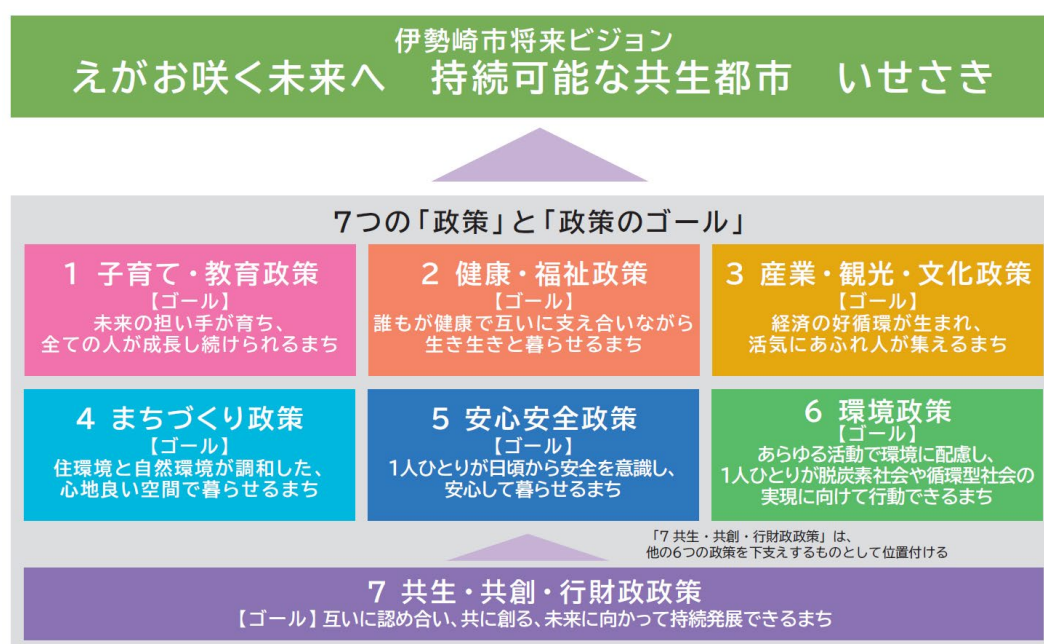 伊勢崎市将来ビジョン
えがお咲く未来へ　持続可能な共生都市　いせさき
7つの「政策」と「政策のゴール」
1 子育て・教育政策
【ゴール】
未来の担い手が育ち、
全ての人が成長し続けられるまち
2 健康・福祉政策
【ゴール】
誰もが健康で互いに支え合いながら
生き生きと暮らせるまち
3 産業・観光・文化政策
【ゴール】
経済の好循環が生まれ、
活気にあふれ人が集えるまち
4 まちづくり政策
【ゴール】
住環境と自然環境が調和した、
心地良い空間で暮らせるまち
5 安心安全政策
【ゴール】
1人ひとりが日頃から安全を意識し、
安心して暮らせるまち
6 環境政策
【ゴール】
あらゆる活動で環境に配慮し、
1人ひとりが脱炭素社会や循環型社会の
実現に向けて行動できるまち
「7 共生・共創・行財政政策」は、
他の6つの政策を下支えするものとして位置付ける
7 共生・共創・行財政政策
【ゴール】互いに認め合い、共に創る、未来に向かって持続発展できるまち